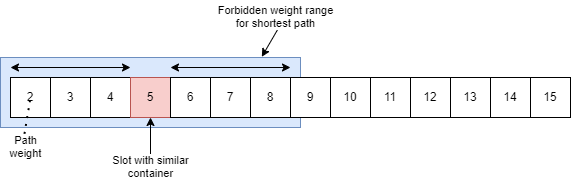 Forbidden weight range
for shortest path
2 3 4 5 6 7 8 9 10 11 12 13 14 15
Path
weight
Slot with similar
container